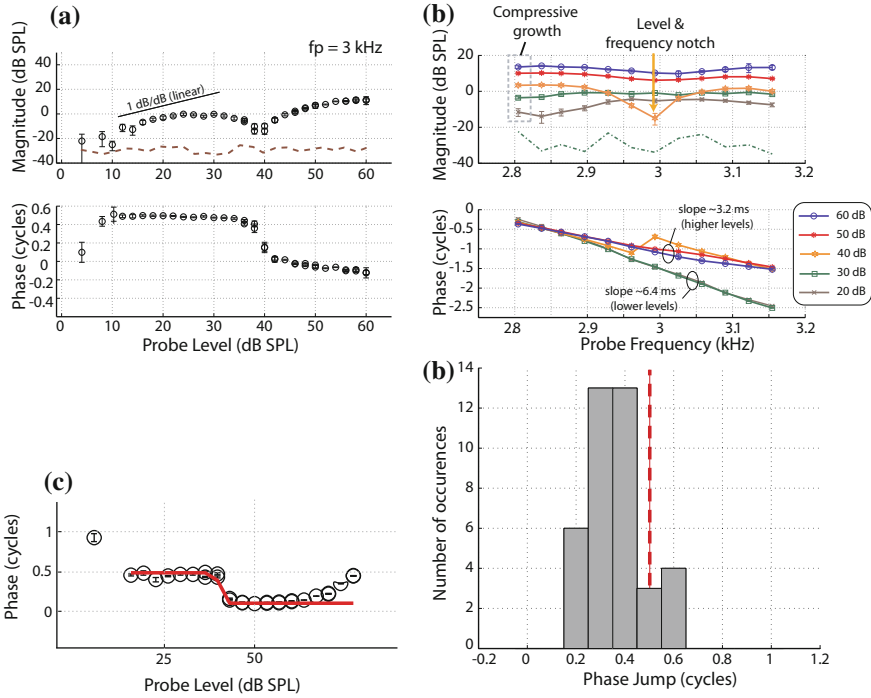 (a)
fp = 3 kHz
1 dB/dB (linear)
Magnitude (dB SPL)
40
20
0
-20
-40
0 10 20 30 40 50 60
Phase (cycles)
0.6
0.4
0.2
0
-0.2
-0.4
0 10 20 30 40 50 60
Probe Level (dB SPL)
(b)
Compressive
growth
Level &
frequency notch
Magnitude (dB SPL)
20
0
-20
-40
2.8 2.9 3 3.1 3.2
Phase (cycles)
0
-0.5
-1.0
-1.5
-2.0
-2.5
slope ~3.2 ms
(higher levels)
slope ~6.4 ms
(lower levels)
2.8 2.9 3 3.1 3.2
Probe Frequency (kHz)
60 dB
50 dB
40 dB
30 dB
20 dB
(c)
Phase (cycles)
1
0.5
0
25 50
Probe Level (dB SPL)
(b)
Number of occurences
14
12
10
8
6
4
2
0
-0.2 0 0.2 0.4 0.6 0.8 1 1.2
Phase Jump (cycles)